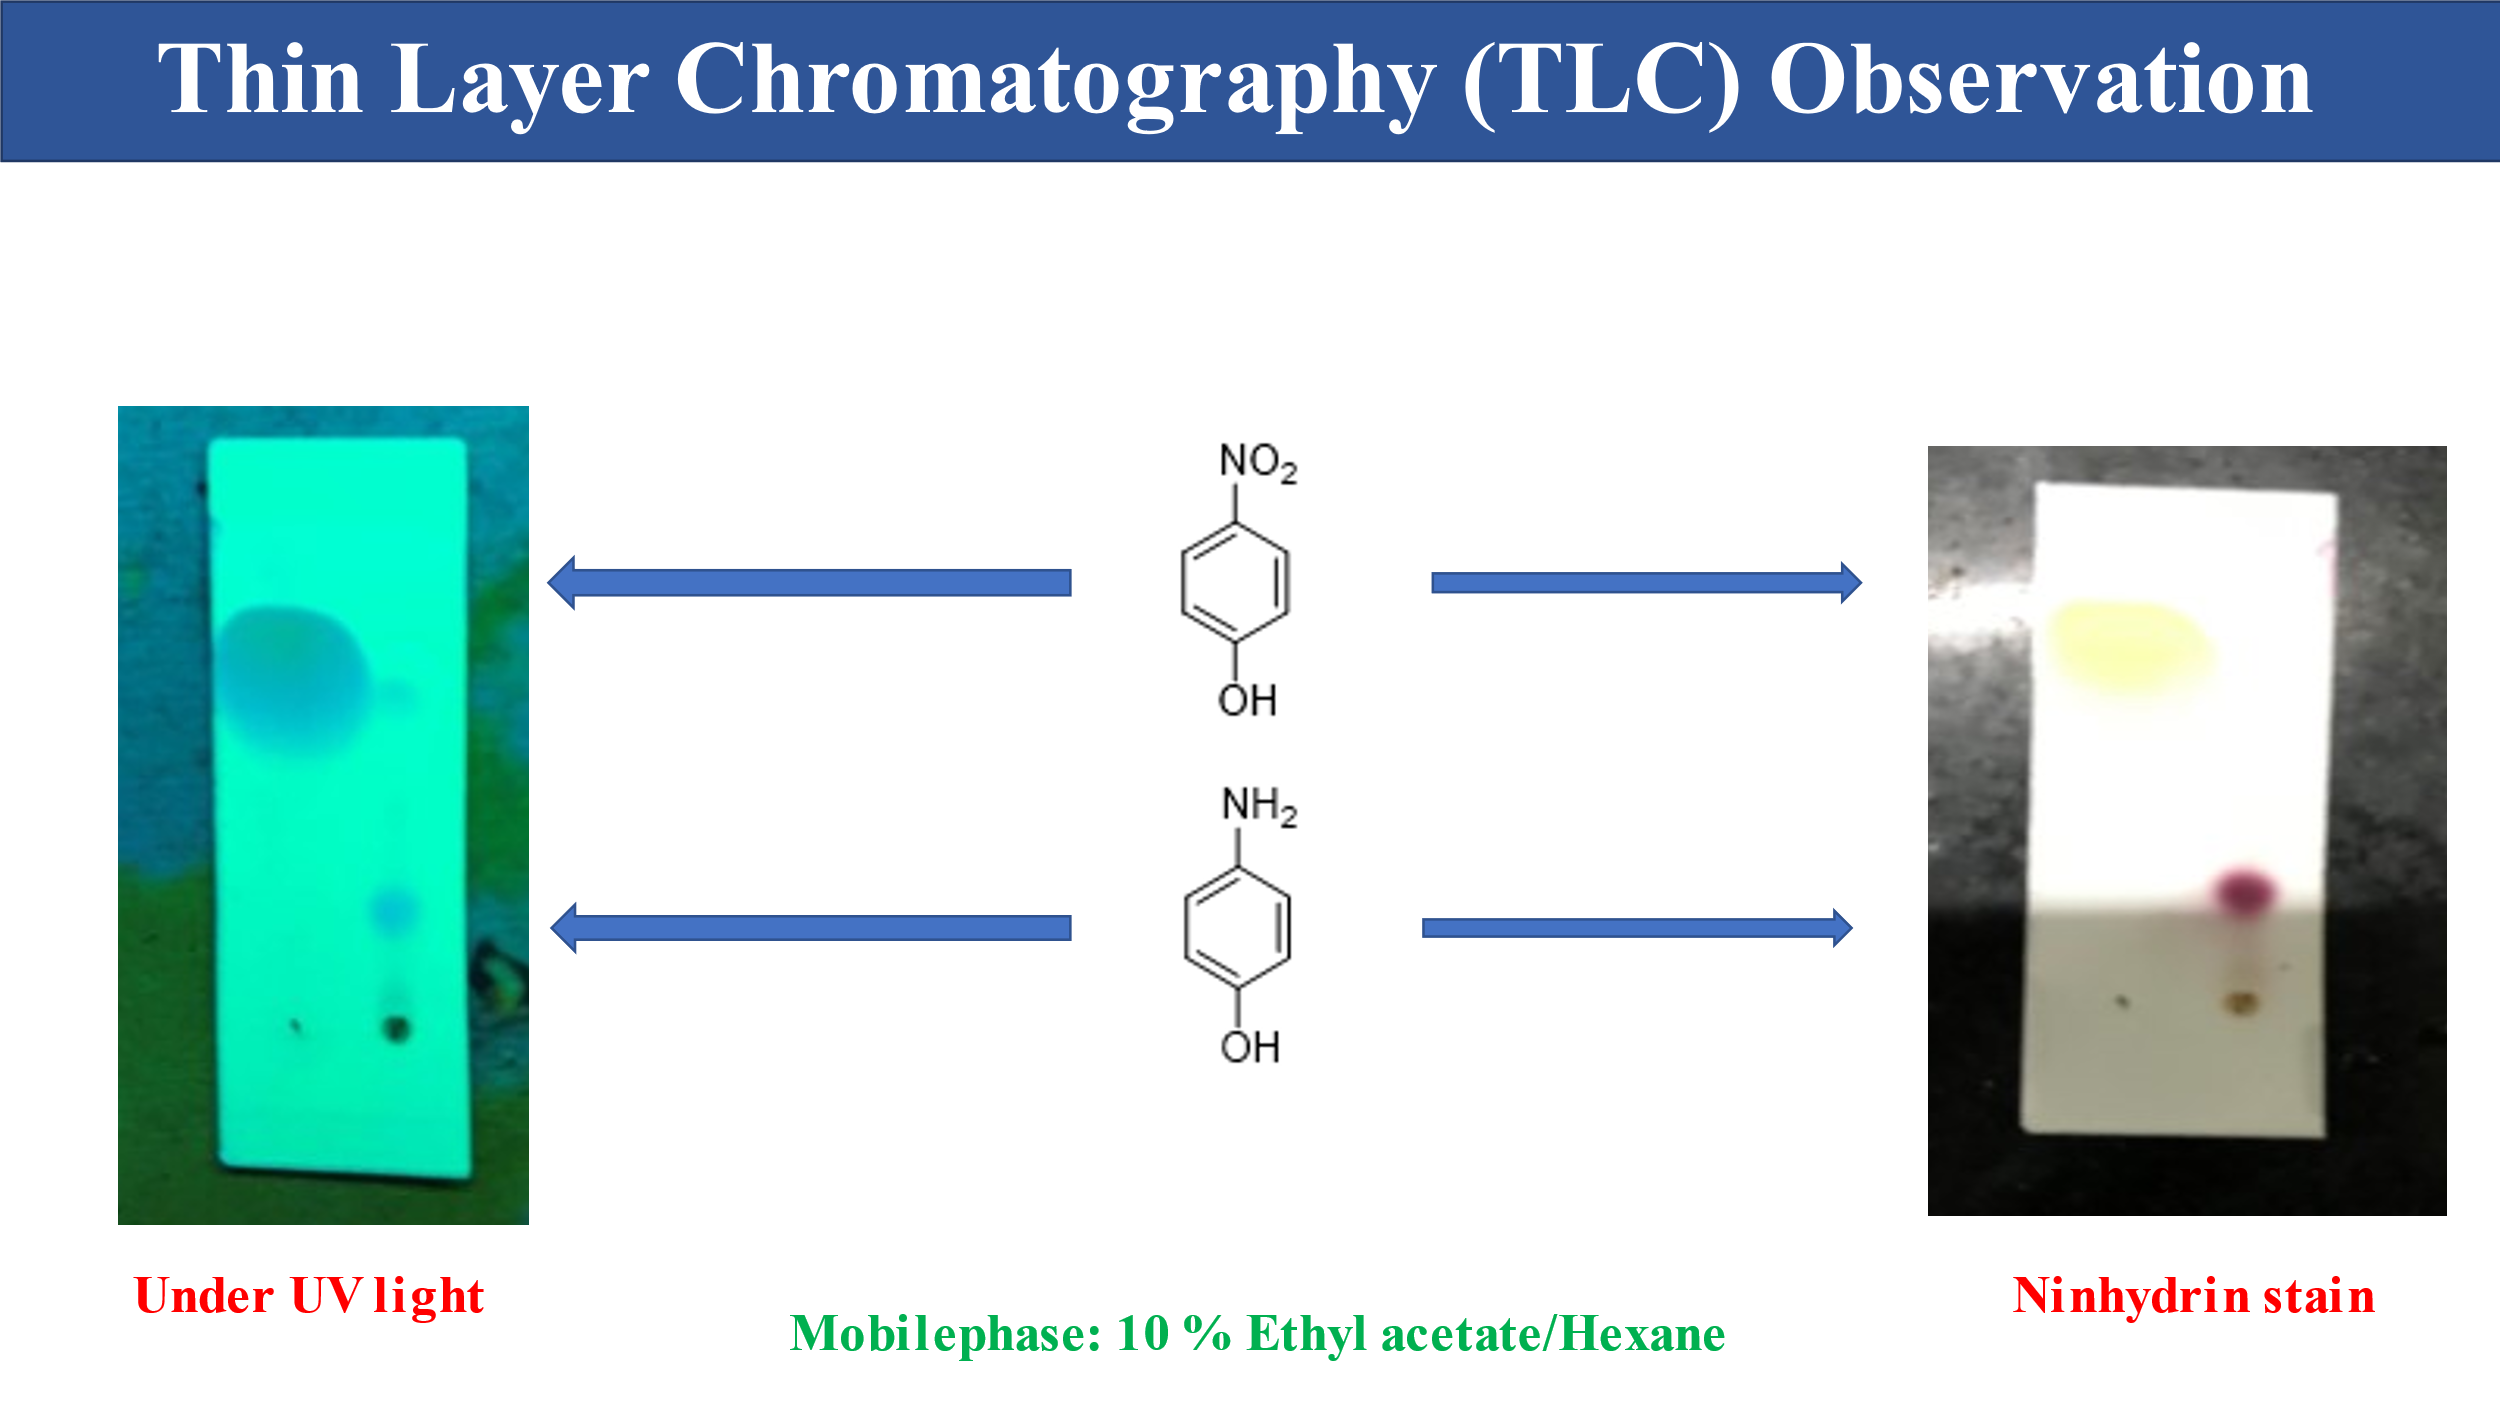 Thin Layer Chromatography (TLC) Observation
NO2
OH
NH2
OH
Under UV light
Ninhydrin stain
Mobilephase: 10 % Ethyl acetate/Hexane